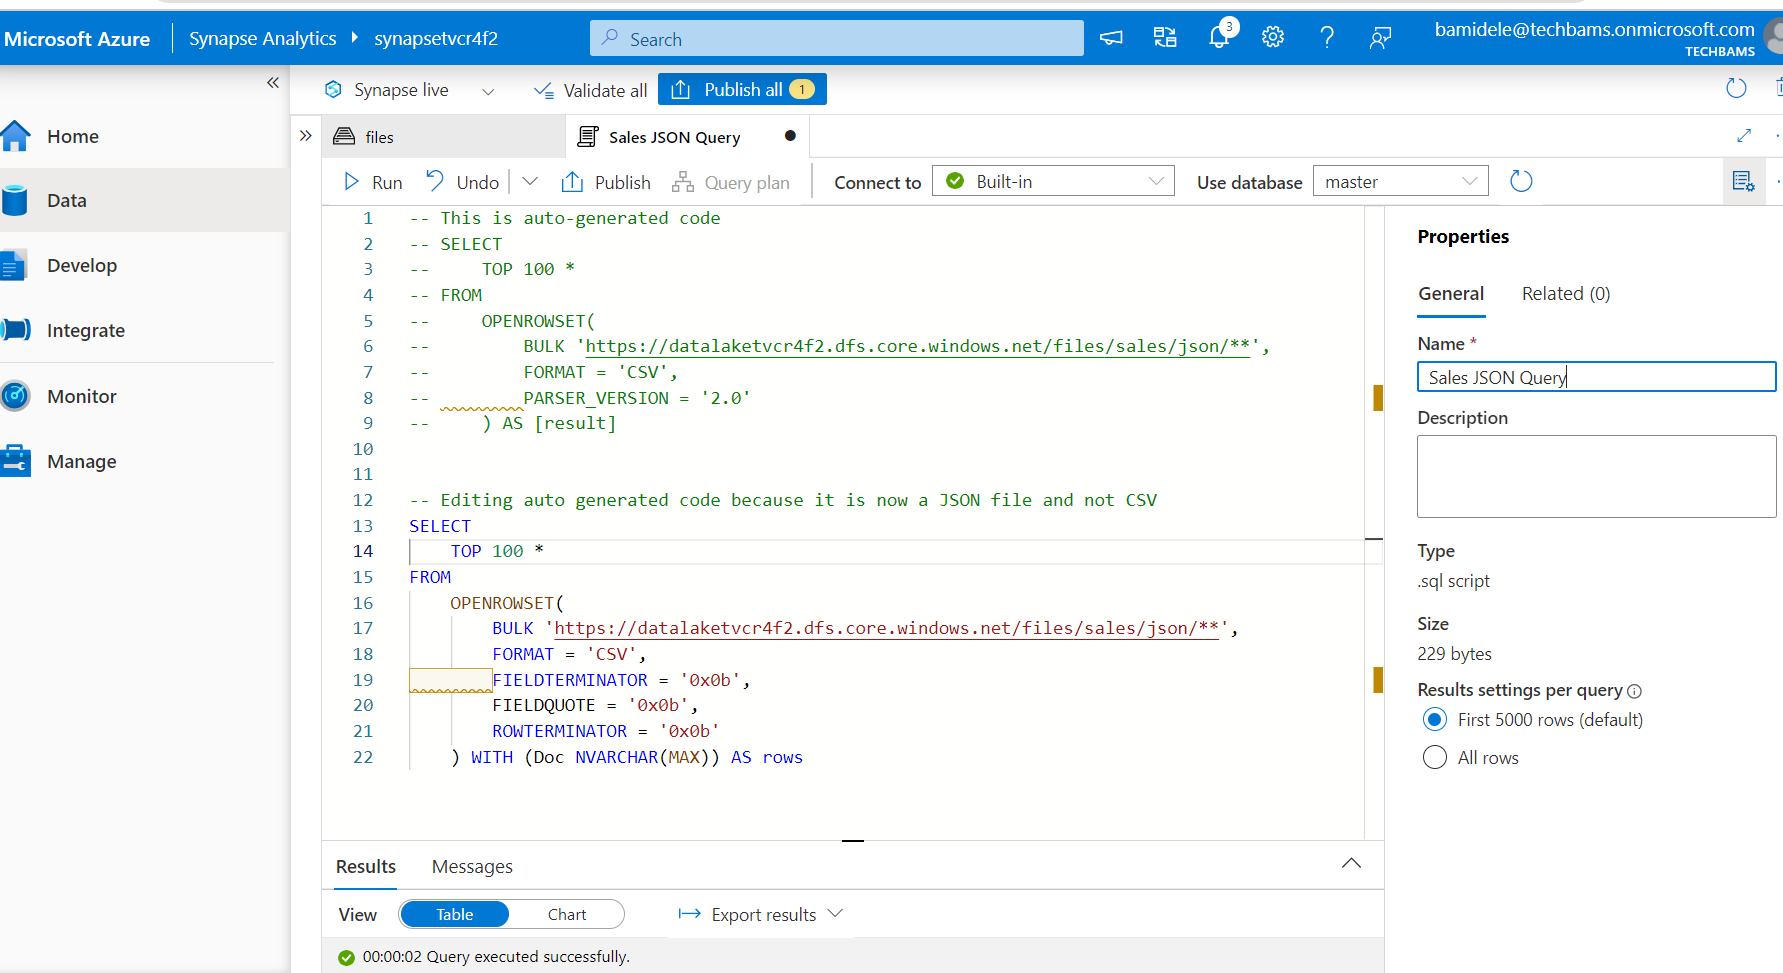 Microsoft Azure
Synapse Analytics
synapsetvcr4f2
Search
3
bamidele@techbams.onmicrosoft.com
TECHBAMS
Synapse live
Validate all
Publish all 1
Home
Data
Develop
Integrate
Monitor
Manage
files
Sales JSON Query
Run
Undo
Publish
Query plan
Connect to
Built-in
Use database
master
1 -- This is auto-generated code
2 -- SELECT
3 --     TOP 100 *
4 -- FROM
5 --     OPENROWSET(
6 --         BULK 'https://datalaketvcr4f2.dfs.core.windows.net/files/sales/json/**',
7 --         FORMAT = 'CSV',
8 --         PARSER_VERSION = '2.0'
9 --     ) AS [result]
10
11
12 -- Editing auto generated code because it is now a JSON file and not CSV
13 SELECT
14     TOP 100 *
15 FROM
16     OPENROWSET(
17         BULK 'https://datalaketvcr4f2.dfs.core.windows.net/files/sales/json/**',
18         FORMAT = 'CSV',
19         FIELDTERMINATOR = '0x0b',
20         FIELDQUOTE = '0x0b',
21         ROWTERMINATOR = '0x0b'
22     ) WITH (Doc NVARCHAR(MAX)) AS rows
Properties
General
Related (0)
Name *
Sales JSON Query
Description
Type
.sql script
Size
229 bytes
Results settings per query
First 5000 rows (default)
All rows
Results
Messages
View
Table
Chart
Export results
00:00:02 Query executed successfully.